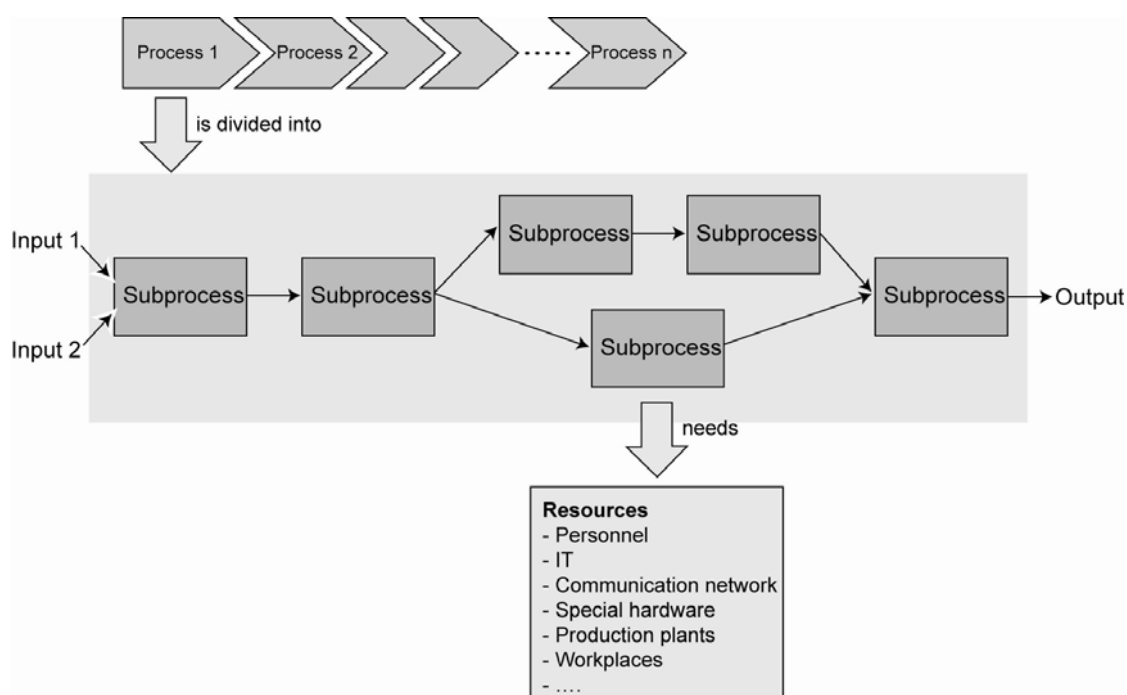 Process 1
Process 2
Process n
is divided into
Input 1
Input 2
Subprocess
Subprocess
Subprocess
Subprocess
Subprocess
Subprocess
Output
needs
Resources
- Personnel
- IT
- Communication network
- Special hardware
- Production plants
- Workplaces
- ....